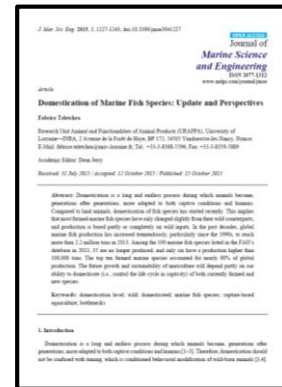 J. Mar. Sci. Eng. 2015, 3, 1227-1243; doi:10.3390/jmse3041227
OPEN ACCESS
Journal of
Marine Science
and Engineering
ISSN 2077-1312
www.mdpi.com/journal/jmse
Article
Domestication of Marine Fish Species: Update and Perspectives
Fabrice Teletchea
Research Unit Animal and Functionalities of Animal Products (URAFPA), University of
Lorraine—INRA, 2 Avenue de la Forêt de Haye, BP 172, 54505 Vandoeuvre-lès-Nancy, France;
Academic Editor: Dean Jerry
Received: 31 July 2015 / Accepted: 12 October 2015 / Published: 15 October 2015
Abstract: Domestication is a long and endless process during which animals become,
generations after generations, more adapted to both captive conditions and humans.
Compared to land animals, domestication of fish species has started recently. This implies
that most farmed marine fish species have only changed slightly from their wild counterparts,
and production is based partly or completely on wild inputs. In the past decades, global
marine fish production has increased tremendously, particularly since the 1990s, to reach
more than 2.2 million tons in 2013. Among the 100 marine fish species listed in the FAO's
database in 2013, 35 are no longer produced, and only six have a production higher than
100,000 tons. The top ten farmed marine species accounted for nearly 90% of global
production. The future growth and sustainability of mariculture will depend partly on our
ability to domesticate (i.e., control the life cycle in captivity) of both currently farmed and
new species.
Keywords: domestication level; wild; domesticated; marine fish species; capture-based
aquaculture; bottlenecks
1. Introduction
Domestication is a long and endless process during which animals become, generations after
generations, more adapted to both captive conditions and humans [1–3]. Therefore, domestication should
not be confused with taming, which is conditioned behavioral modification of wild-born animals [3,4].